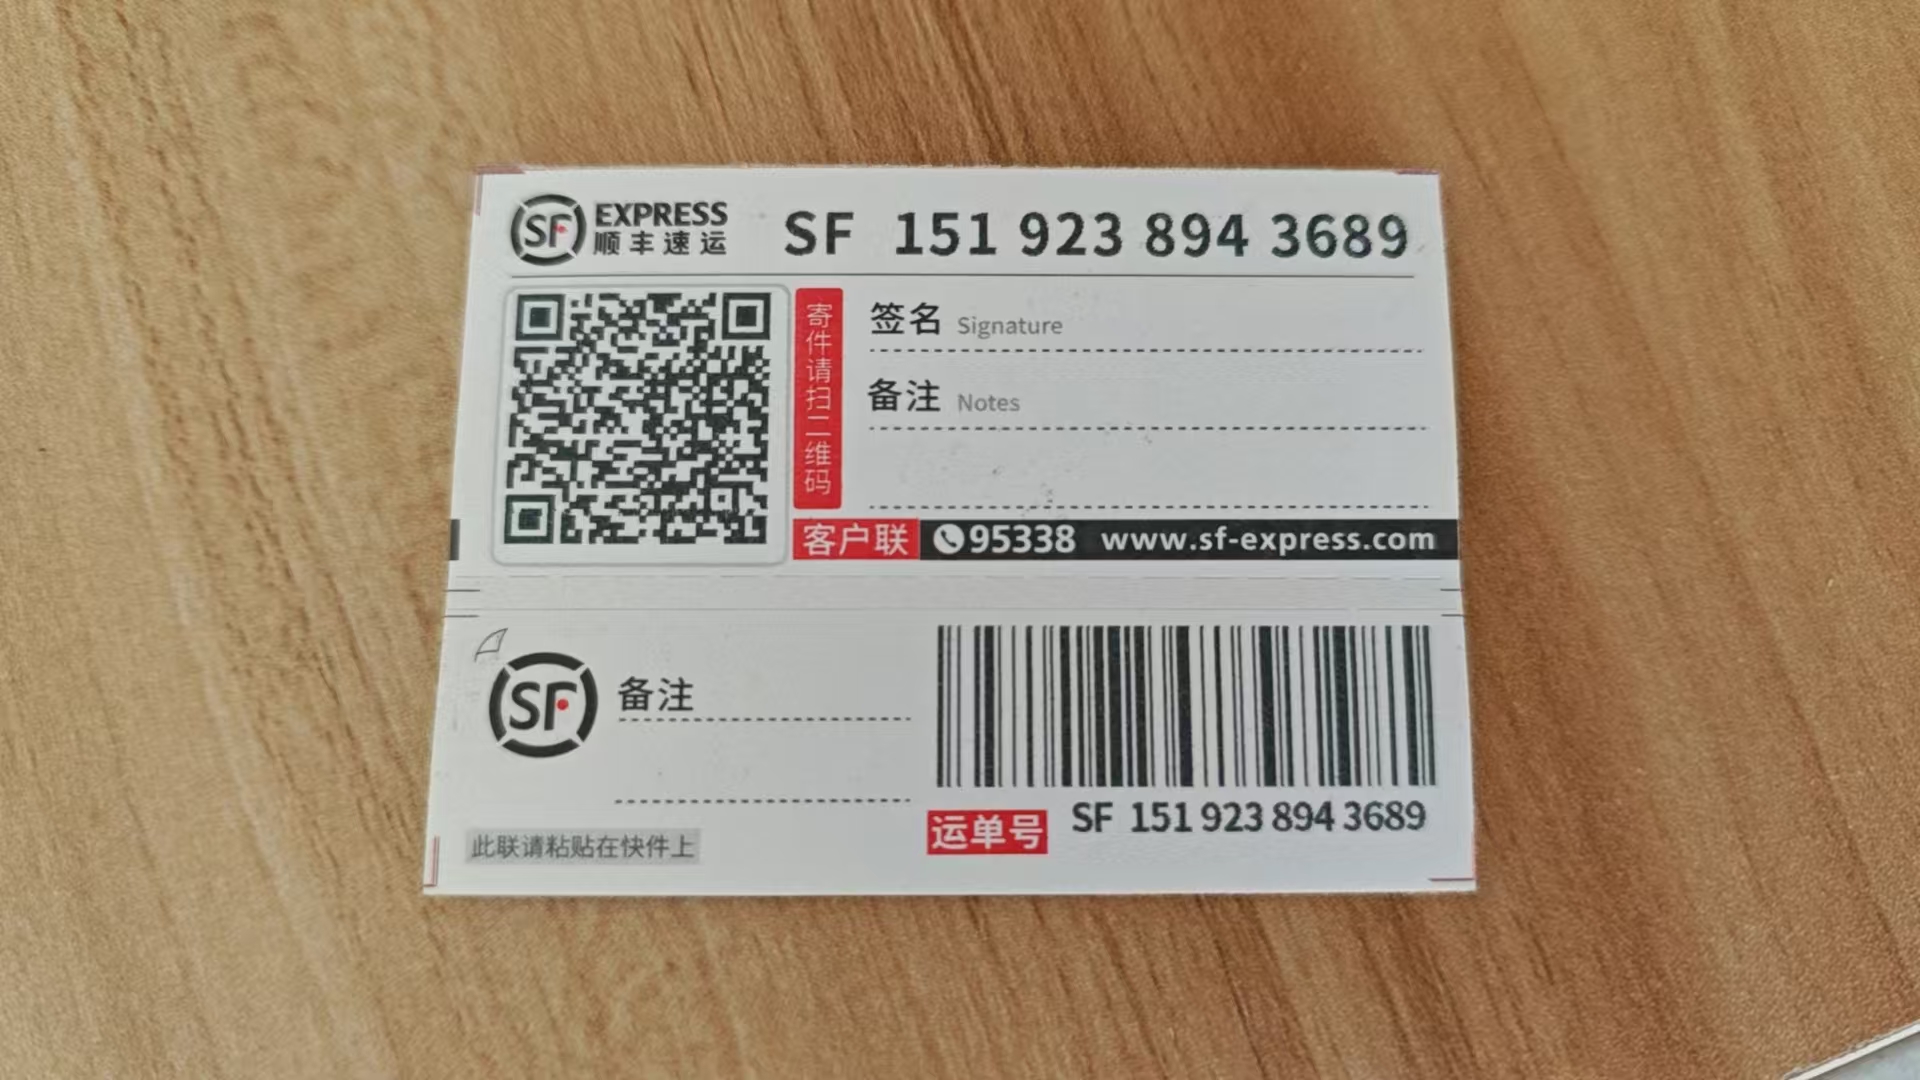 SF EXPRESS
顺丰速运
SF 151 923 894 3689
寄件请扫二维码
签名 Signature
备注 Notes
客户联 95338 www.sf-express.com
SF 备注
运单号 SF 151 923 894 3689
此联请粘贴在快件上